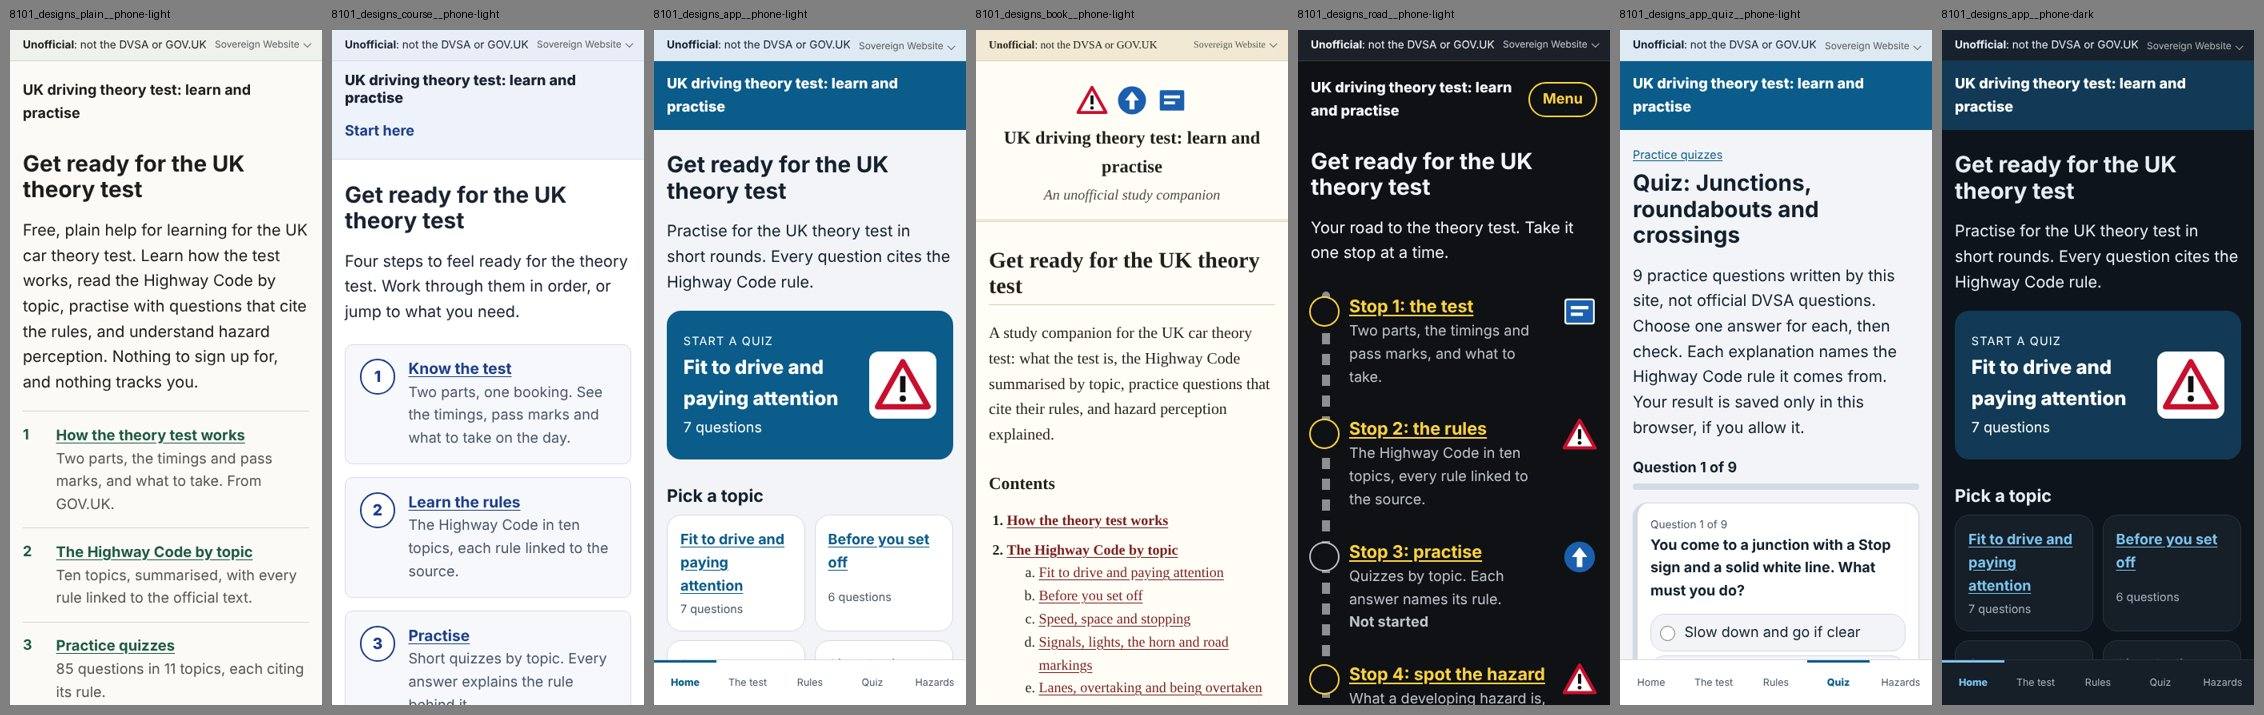 8101_designs_plain__phone-light
Unofficial: not the DVSA or GOV.UK Sovereign Website
UK driving theory test: learn and
practise
Get ready for the UK
theory test
Free, plain help for learning for the UK
car theory test. Learn how the test
works, read the Highway Code by
topic, practise with questions that cite
the rules, and understand hazard
perception. Nothing to sign up for,
and nothing tracks you.
1 How the theory test works
Two parts, the timings and pass
marks, and what to take. From
GOV.UK.
2 The Highway Code by topic
Ten topics, summarised, with every
rule linked to the official text.
3 Practice quizzes
85 questions in 11 topics, each citing
its rule.
8101_designs_course__phone-light
Unofficial: not the DVSA or GOV.UK Sovereign Website
UK driving theory test: learn and
practise
Start here
Get ready for the UK
theory test
Four steps to feel ready for the theory
test. Work through them in order, or
jump to what you need.
1 Know the test
Two parts, one booking. See
the timings, pass marks and
what to take on the day.
2 Learn the rules
The Highway Code in ten
topics, each rule linked to the
source.
3 Practise
Short quizzes by topic. Every
answer explains the rule
behind it.
8101_designs_app__phone-light
Unofficial: not the DVSA or GOV.UK Sovereign Website
UK driving theory test: learn and
practise
Get ready for the UK
theory test
Practise for the UK theory test in
short rounds. Every question cites the
Highway Code rule.
START A QUIZ
Fit to drive and
paying attention
7 questions
Pick a topic
Fit to drive and
paying
attention
7 questions
Before you set
off
6 questions
Home The test Rules Quiz Hazards
8101_designs_book__phone-light
Unofficial: not the DVSA or GOV.UK Sovereign Website
UK driving theory test: learn and
practise
An unofficial study companion
Get ready for the UK theory
test
A study companion for the UK car theory
test: what the test is, the Highway Code
summarised by topic, practice questions that
cite their rules, and hazard perception
explained.
Contents
1. How the theory test works
2. The Highway Code by topic
a. Fit to drive and paying attention
b. Before you set off
c. Speed, space and stopping
d. Signals, lights, the horn and road
markings
e. Lanes, overtaking and being overtaken
8101_designs_road__phone-light
Unofficial: not the DVSA or GOV.UK Sovereign Website
UK driving theory test: learn
and practise
Menu
Get ready for the UK
theory test
Your road to the theory test. Take it
one stop at a time.
Stop 1: the test
Two parts, the timings and
pass marks, and what to
take.
Stop 2: the rules
The Highway Code in ten
topics, every rule linked to
the source.
Stop 3: practise
Quizzes by topic. Each
answer names its rule.
Not started
Stop 4: spot the hazard
What a developing hazard is,
8101_designs_app_quiz__phone-light
Unofficial: not the DVSA or GOV.UK Sovereign Website
UK driving theory test: learn and
practise
Practice quizzes
Quiz: Junctions,
roundabouts and
crossings
9 practice questions written by this
site, not official DVSA questions.
Choose one answer for each, then
check. Each explanation names the
Highway Code rule it comes from.
Your result is saved only in this
browser, if you allow it.
Question 1 of 9
Question 1 of 9
You come to a junction with a Stop
sign and a solid white line. What
must you do?
Slow down and go if clear
Home The test Rules Quiz Hazards
8101_designs_app__phone-dark
Unofficial: not the DVSA or GOV.UK Sovereign Website
UK driving theory test: learn and
practise
Get ready for the UK
theory test
Practise for the UK theory test in
short rounds. Every question cites the
Highway Code rule.
START A QUIZ
Fit to drive and
paying attention
7 questions
Pick a topic
Fit to drive and
paying
attention
7 questions
Before you set
off
6 questions
Home The test Rules Quiz Hazards